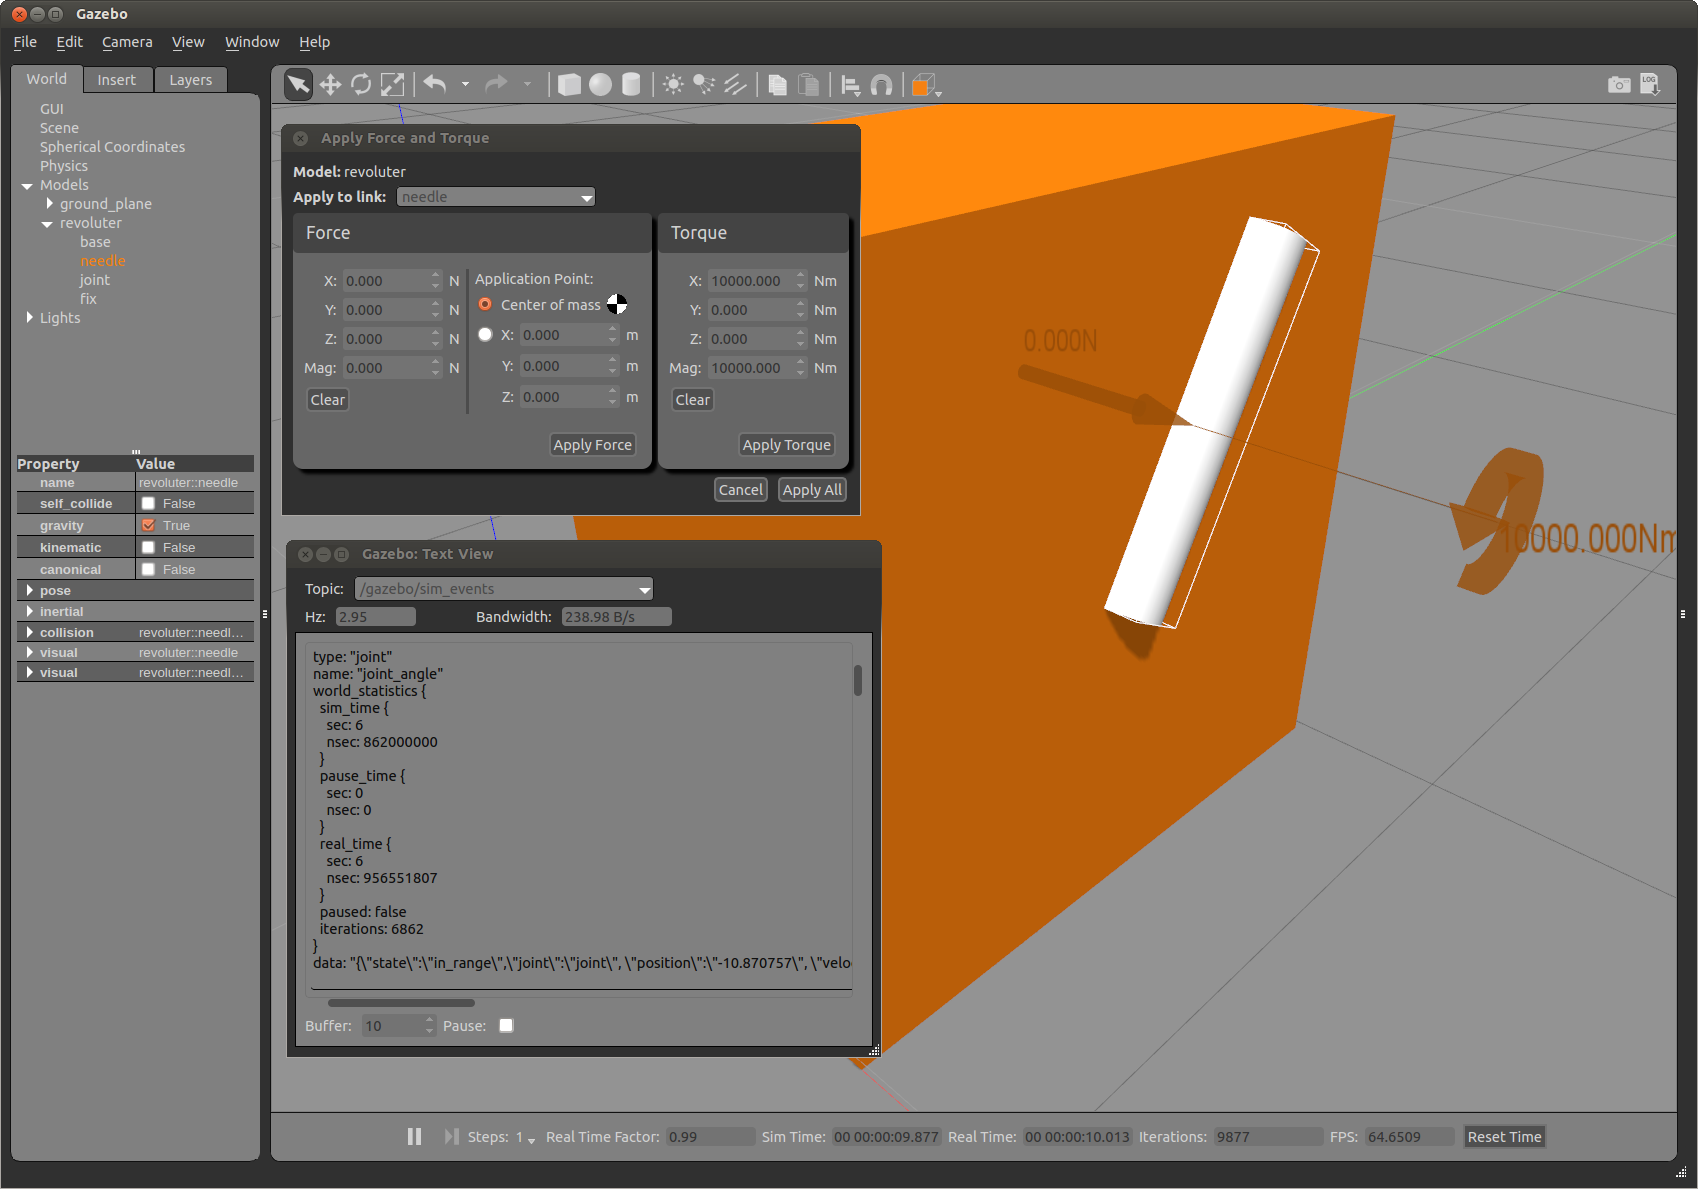 Gazebo
File Edit Camera View Window Help
World Insert Layers
LOG
GUI
Scene
Spherical Coordinates
Physics
Models
ground_plane
revoluter
base
needle
joint
fix
Lights
Property Value
name revoluter::needle
self_collide False
gravity True
kinematic False
canonical False
pose
inertial
collision revoluter::needl...
visual revoluter::needle
visual revoluter::needl...
Apply Force and Torque
Model: revoluter
Apply to link: needle
Force
X: 0.000 N
Y: 0.000 N
Z: 0.000 N
Mag: 0.000 N
Clear
Application Point:
Center of mass
X: 0.000 m
Y: 0.000 m
Z: 0.000 m
Apply Force
Torque
X: 10000.000 Nm
Y: 0.000 Nm
Z: 0.000 Nm
Mag: 10000.000 Nm
Clear
Apply Torque
Cancel Apply All
0.000N
10000.000Nm
Gazebo: Text View
Topic: /gazebo/sim_events
Hz: 2.95 Bandwidth: 238.98 B/s
type: "joint"
name: "joint_angle"
world_statistics {
sim_time {
sec: 6
nsec: 862000000
}
pause_time {
sec: 0
nsec: 0
}
real_time {
sec: 6
nsec: 956551807
}
paused: false
iterations: 6862
}
data: "{\"state\":\"in_range\",\"joint\":\"joint\", \"position\":\"-10.870757\", \"velo
Buffer: 10 Pause:
Steps: 1 Real Time Factor: 0.99 Sim Time: 00 00:00:09.877 Real Time: 00 00:00:10.013 Iterations: 9877 FPS: 64.6509 Reset Time